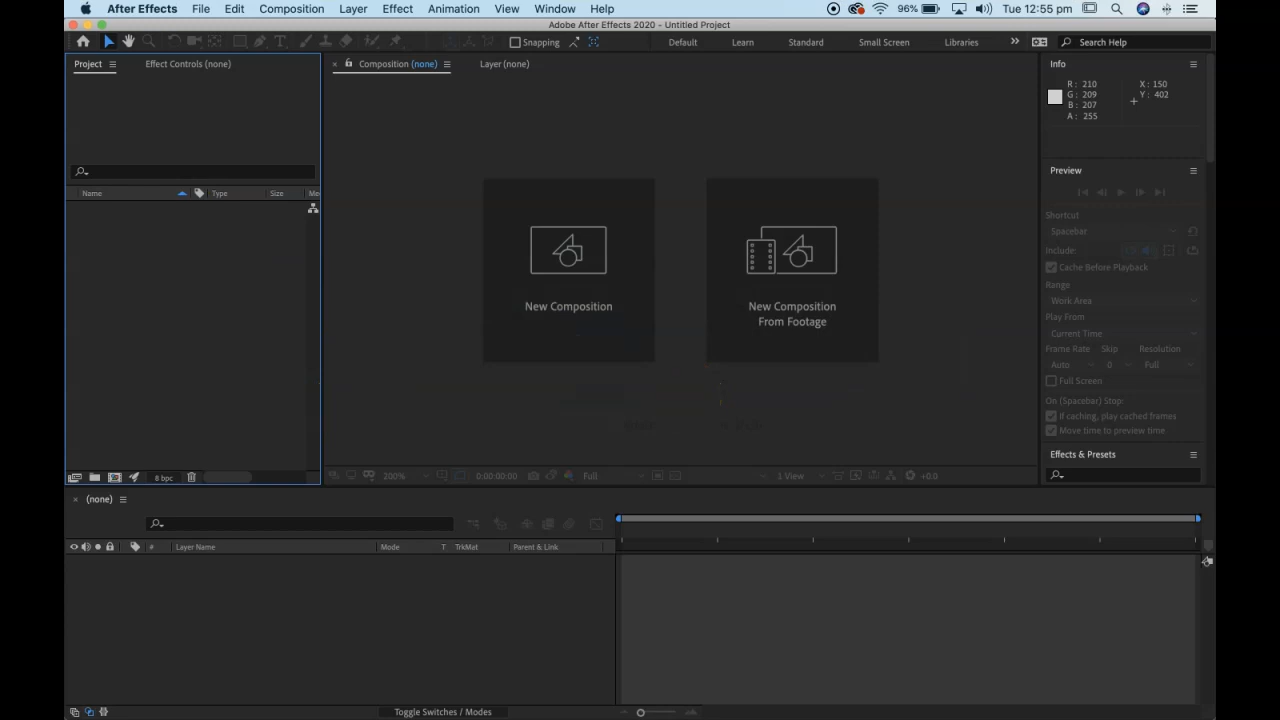 After Effects File Edit Composition Layer Effect Animation View Window Help 96% Tue 12:55 pm
Adobe After Effects 2020 - Untitled Project
Snapping Default Learn Standard Small Screen Libraries Search Help
Project Effect Controls (none)
Composition (none) Layer (none)
Name Type Size Me
New Composition
New Composition
From Footage
8 bpc
200% 0:00:00:00 Full 1 View +0.0
Info
R: 210 X: 150
G: 209 Y: 402
B: 207
A: 255
Preview
Shortcut
Spacebar
Include:
Cache Before Playback
Range
Work Area
Play From
Current Time
Frame Rate Skip Resolution
Auto 0 Full
Full Screen
On (Spacebar) Stop:
If caching, play cached frames
Move time to preview time
Effects & Presets
(none)
# Layer Name Mode T TrkMat Parent & Link
Toggle Switches / Modes